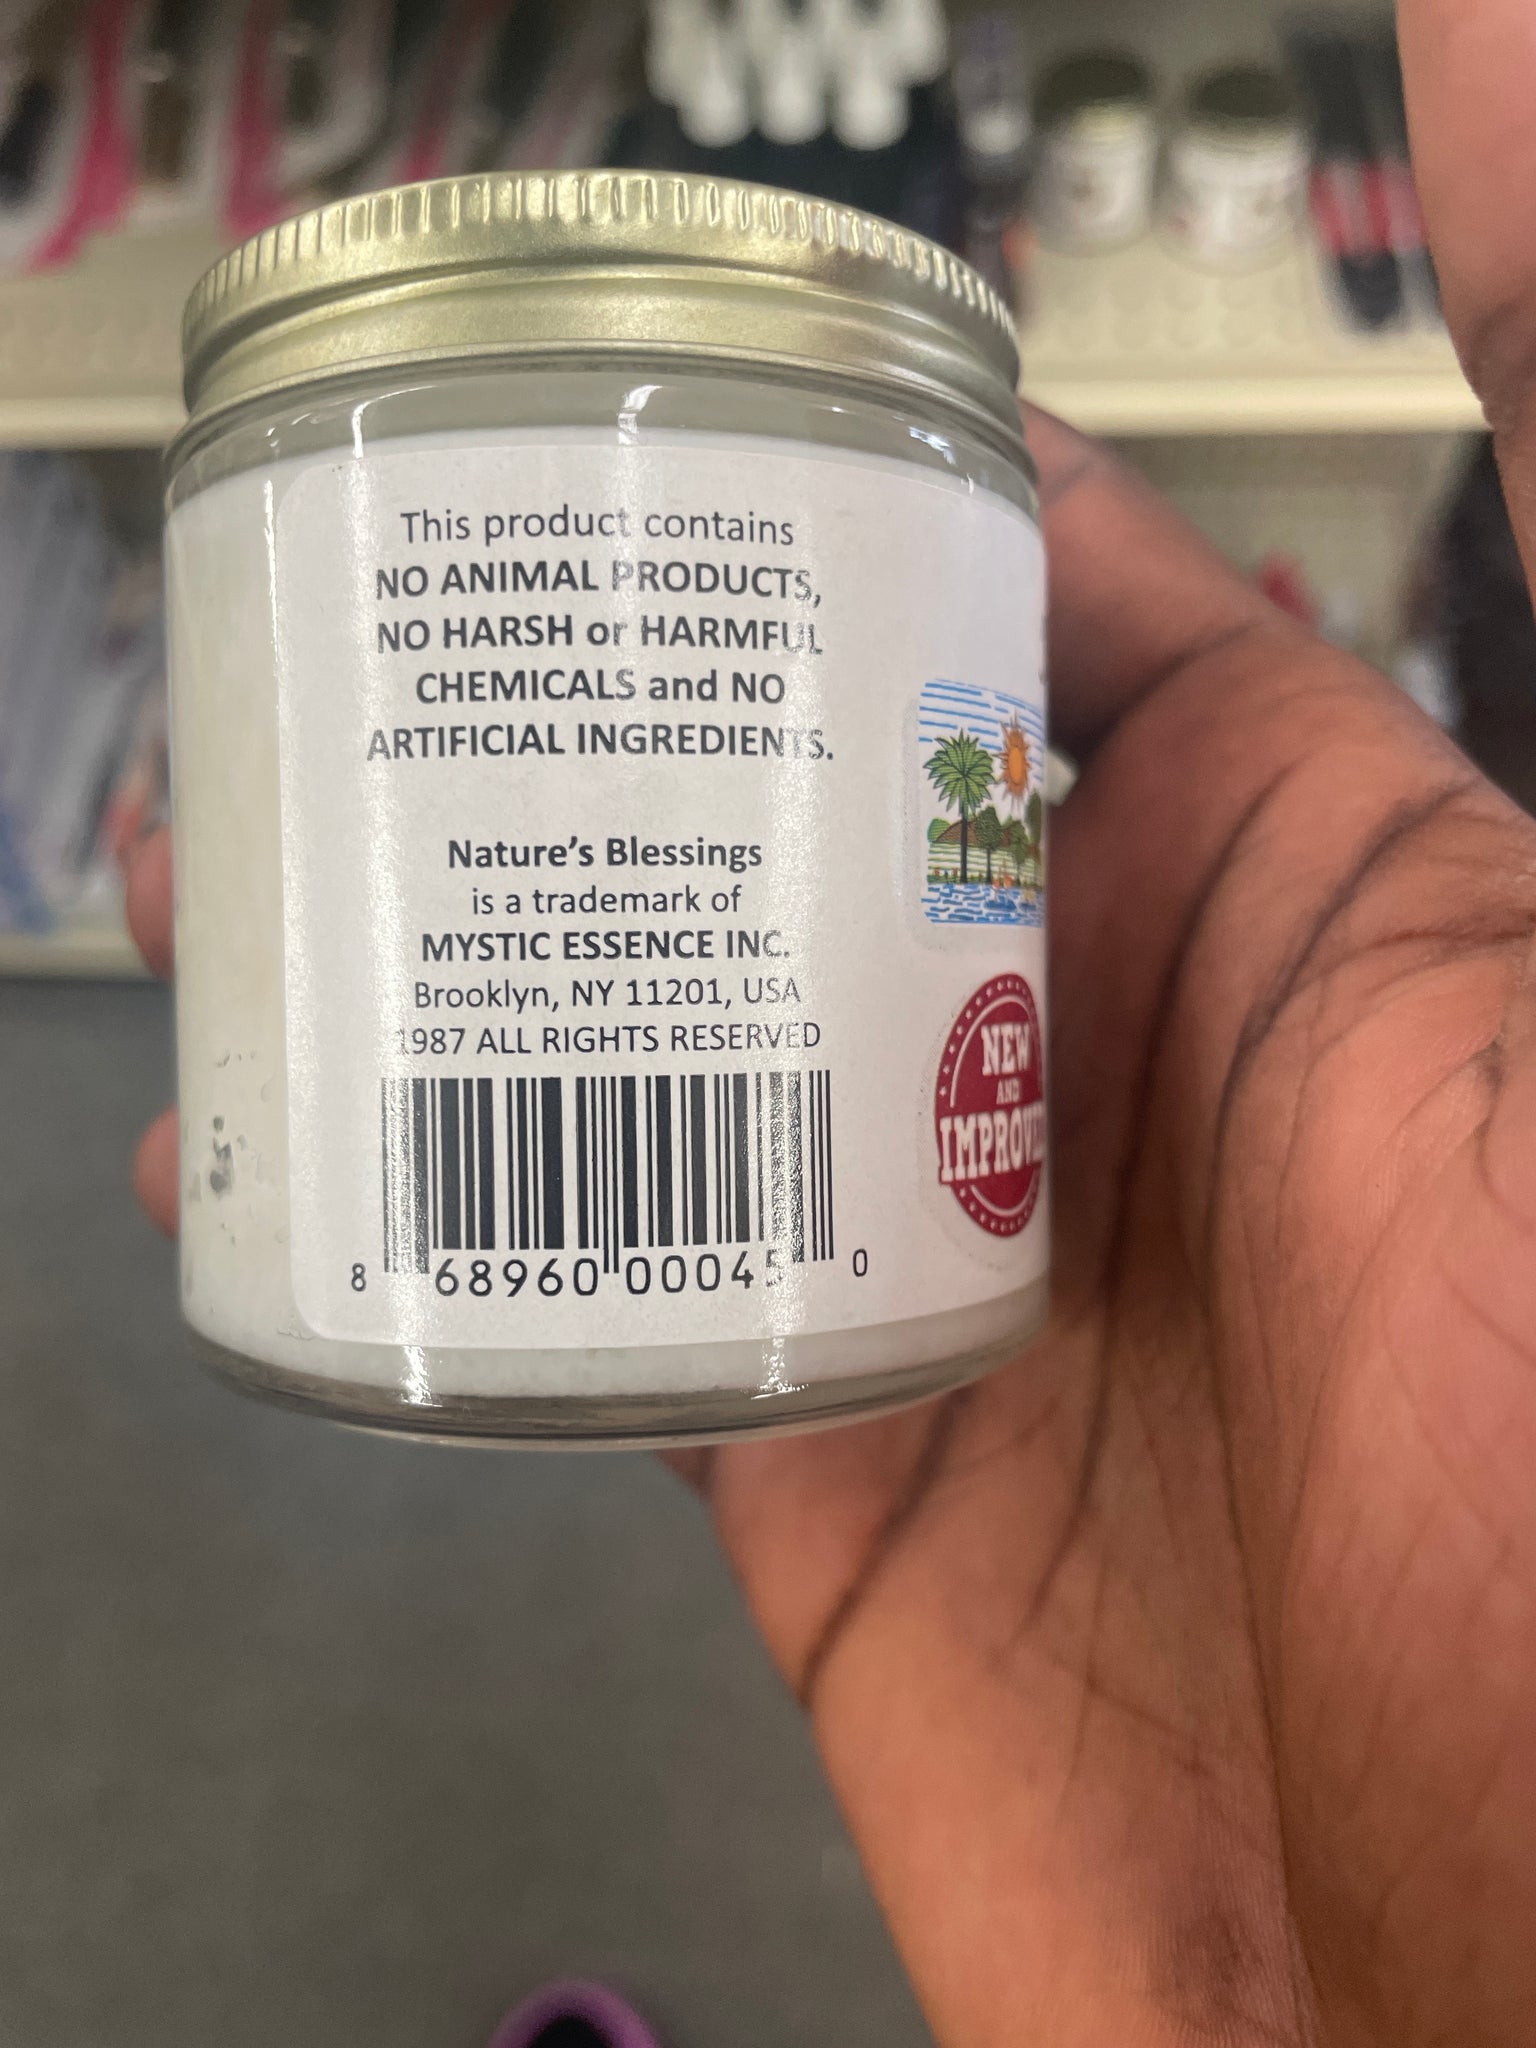 This product contains
NO ANIMAL PRODUCTS,
NO HARSH or HARMFUL
CHEMICALS and NO
ARTIFICIAL INGREDIENTS.
Nature's Blessings
is a trademark of
MYSTIC ESSENCE INC.
Brooklyn, NY 11201, USA
1987 ALL RIGHTS RESERVED
8 68960 00045 0
NEW
AND
IMPROVED